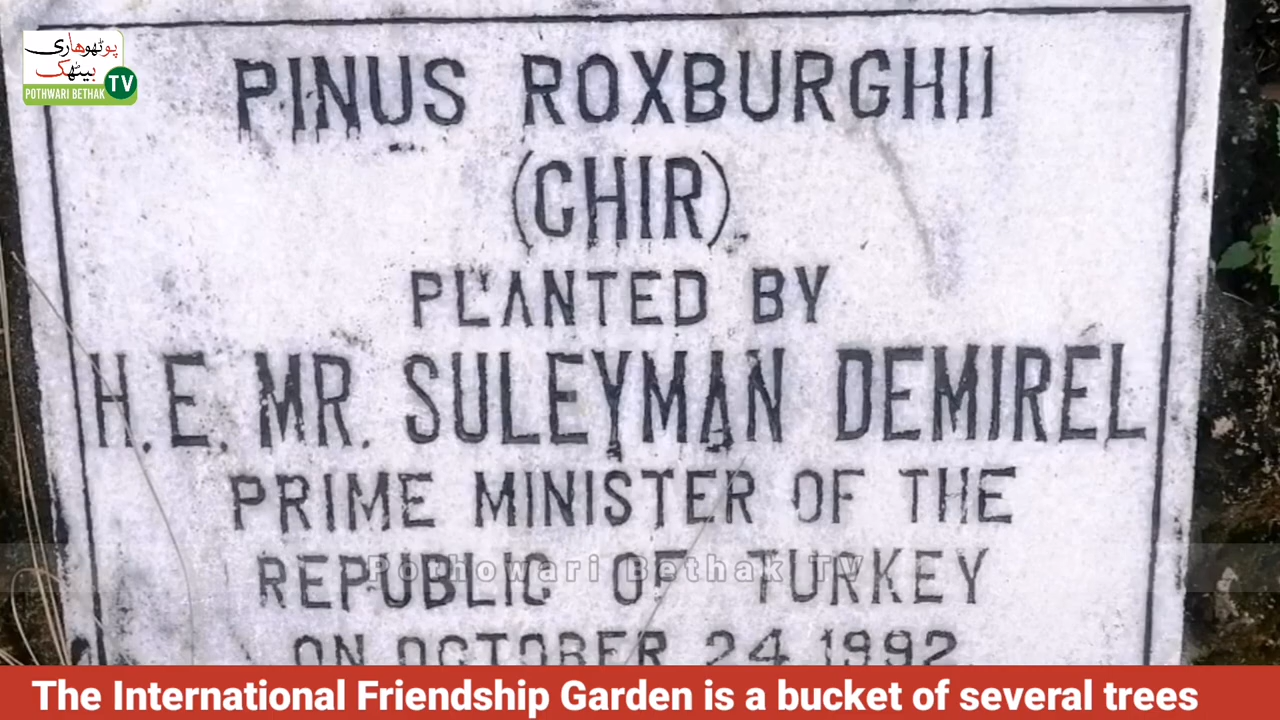 پوٹھوھاری
بیٹھک
TV
POTHWARI BETHAK
PINUS ROXBURGHII
(CHIR)
PLANTED BY
H.E. MR. SULEYMAN DEMIREL
PRIME MINISTER OF THE
REPUBLIC OF TURKEY
Pothowari Bethak TV
ON OCTOBER 24, 1992
The International Friendship Garden is a bucket of several trees